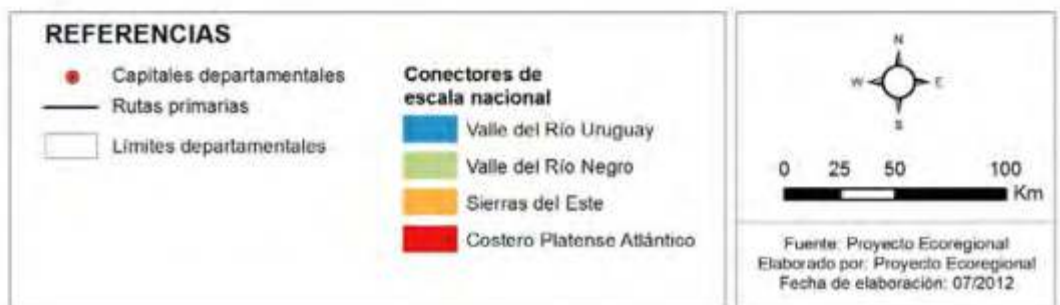 REFERENCIAS
Capitales departamentales
Rutas primarias
Límites departamentales
Conectores de
escala nacional
Valle del Río Uruguay
Valle del Río Negro
Sierras del Este
Costero Platense Atlántico
N
W E
S
0 25 50 100
Km
Fuente: Proyecto Ecoregional
Elaborado por: Proyecto Ecoregional
Fecha de elaboración: 07/2012